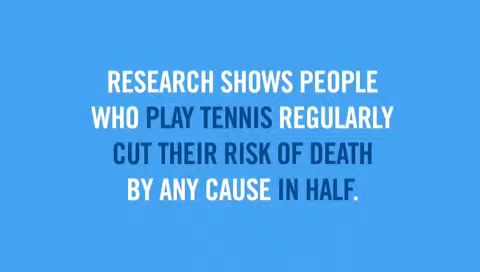 RESEARCH SHOWS PEOPLE
WHO PLAY TENNIS REGULARLY
CUT THEIR RISK OF DEATH
BY ANY CAUSE IN HALF.